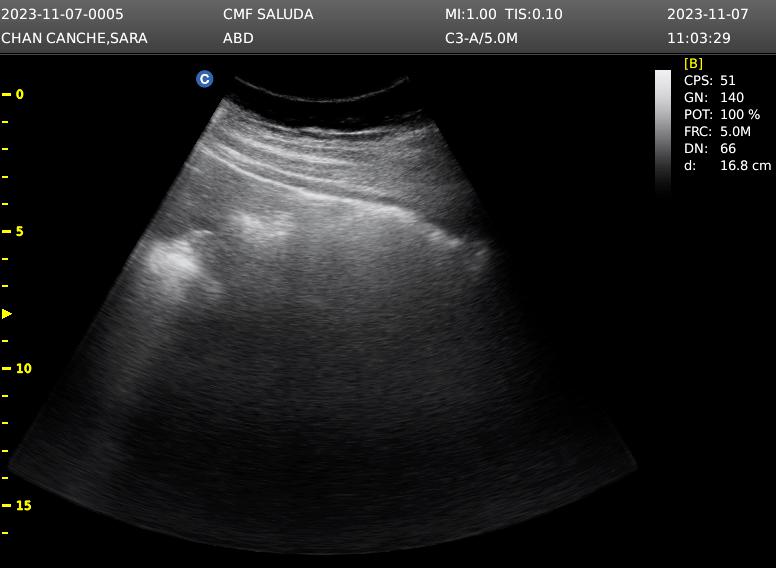 2023-11-07-0005 CMF SALUDA MI:1.00 TIS:0.10 2023-11-07
CHAN CANCHE,SARA ABD C3-A/5.0M 11:03:29
C
[B]
CPS: 51
GN: 140
POT: 100 %
FRC: 5.0M
DN: 66
d: 16.8 cm
0
5
10
15